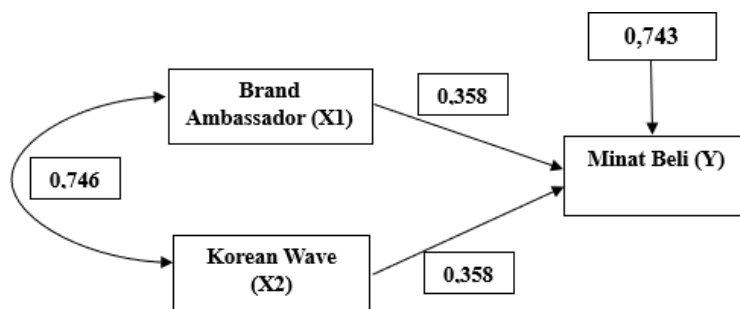 0,743
Brand
Ambassador (X1)
0,358
Minat Beli (Y)
0,746
Korean Wave
(X2)
0,358